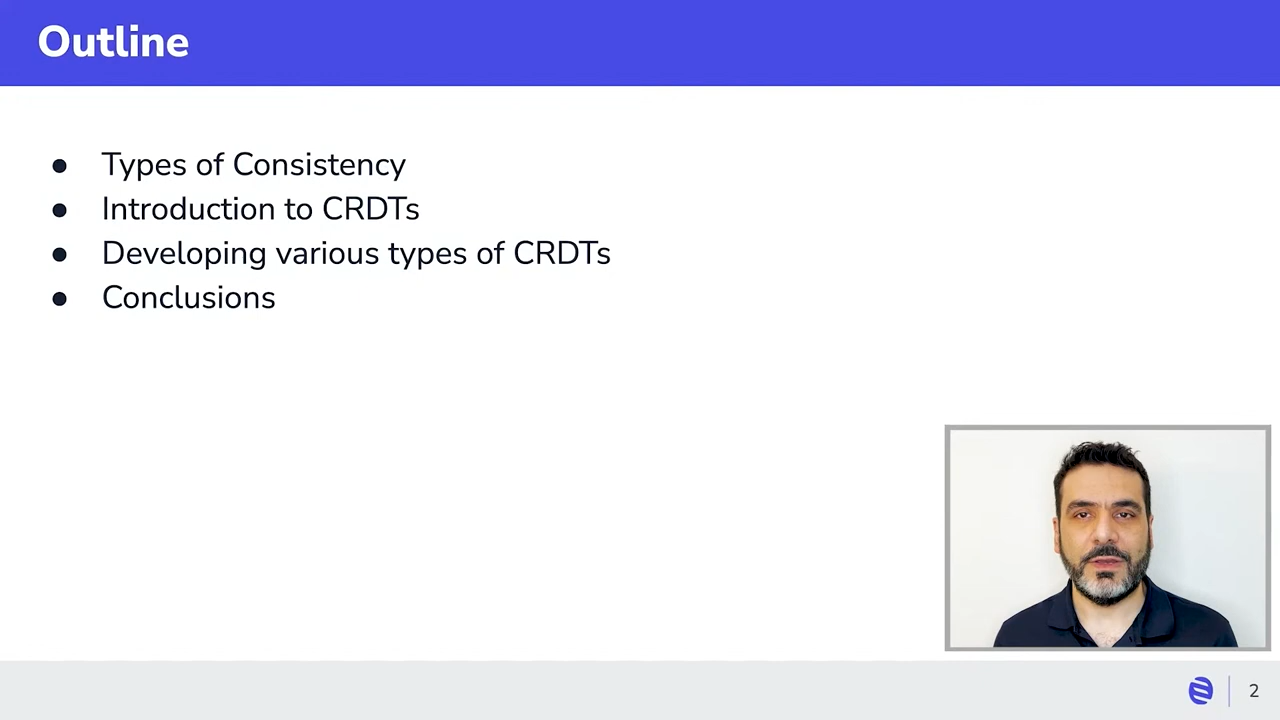 Outline
● Types of Consistency
● Introduction to CRDTs
● Developing various types of CRDTs
● Conclusions
2